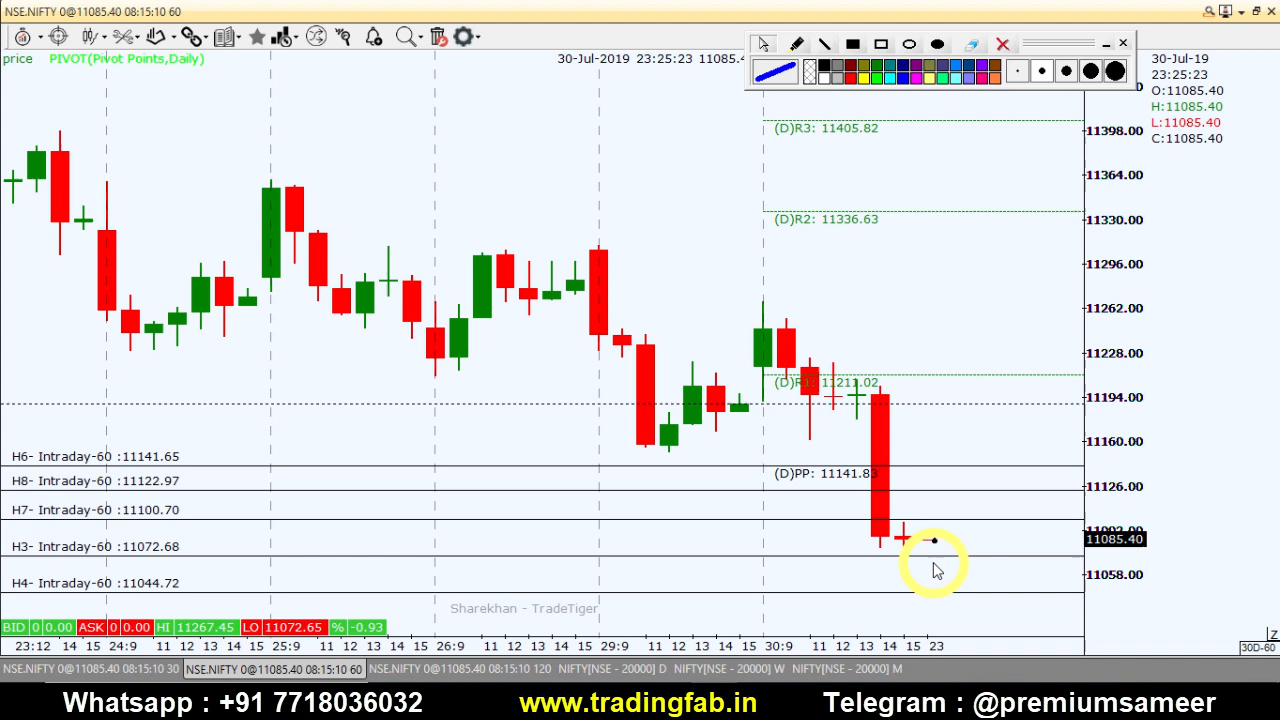 NSE.NIFTY 0@11085.40 08:15:10 60
price PIVOT(Pivot Points,Daily)
30-Jul-2019 23:25:23 11085.4
30-Jul-19
23:25:23
O:11085.40
H:11085.40
L:11085.40
C:11085.40
(D)R3: 11405.82
11398.00
11364.00
(D)R2: 11336.63
11330.00
11296.00
11262.00
11228.00
(D)R1: 11211.02
11194.00
11160.00
H6- Intraday-60 :11141.65
(D)PP: 11141.83
H8- Intraday-60 :11122.97
11126.00
H7- Intraday-60 :11100.70
11092.00
11085.40
H3- Intraday-60 :11072.68
11058.00
H4- Intraday-60 :11044.72
Sharekhan - TradeTiger
BID 0 0.00 ASK 0 0.00 HI 11267.45 LO 11072.65 % -0.93
Z
23:12 14 15 24:9 11 12 13 14 15 25:9 11 12 13 14 15 26:9 11 12 13 14 15 29:9 11 12 13 14 15 30:9 11 12 13 14 15 23
30D-60
NSE.NIFTY 0@11085.40 08:15:10 30 NSE.NIFTY 0@11085.40 08:15:10 60 NSE.NIFTY 0@11085.40 08:15:10 120 NIFTY[NSE - 20000] D NIFTY[NSE - 20000] W NIFTY[NSE - 20000] M
Whatsapp : +91 7718036032 www.tradingfab.in Telegram : @premiumsameer